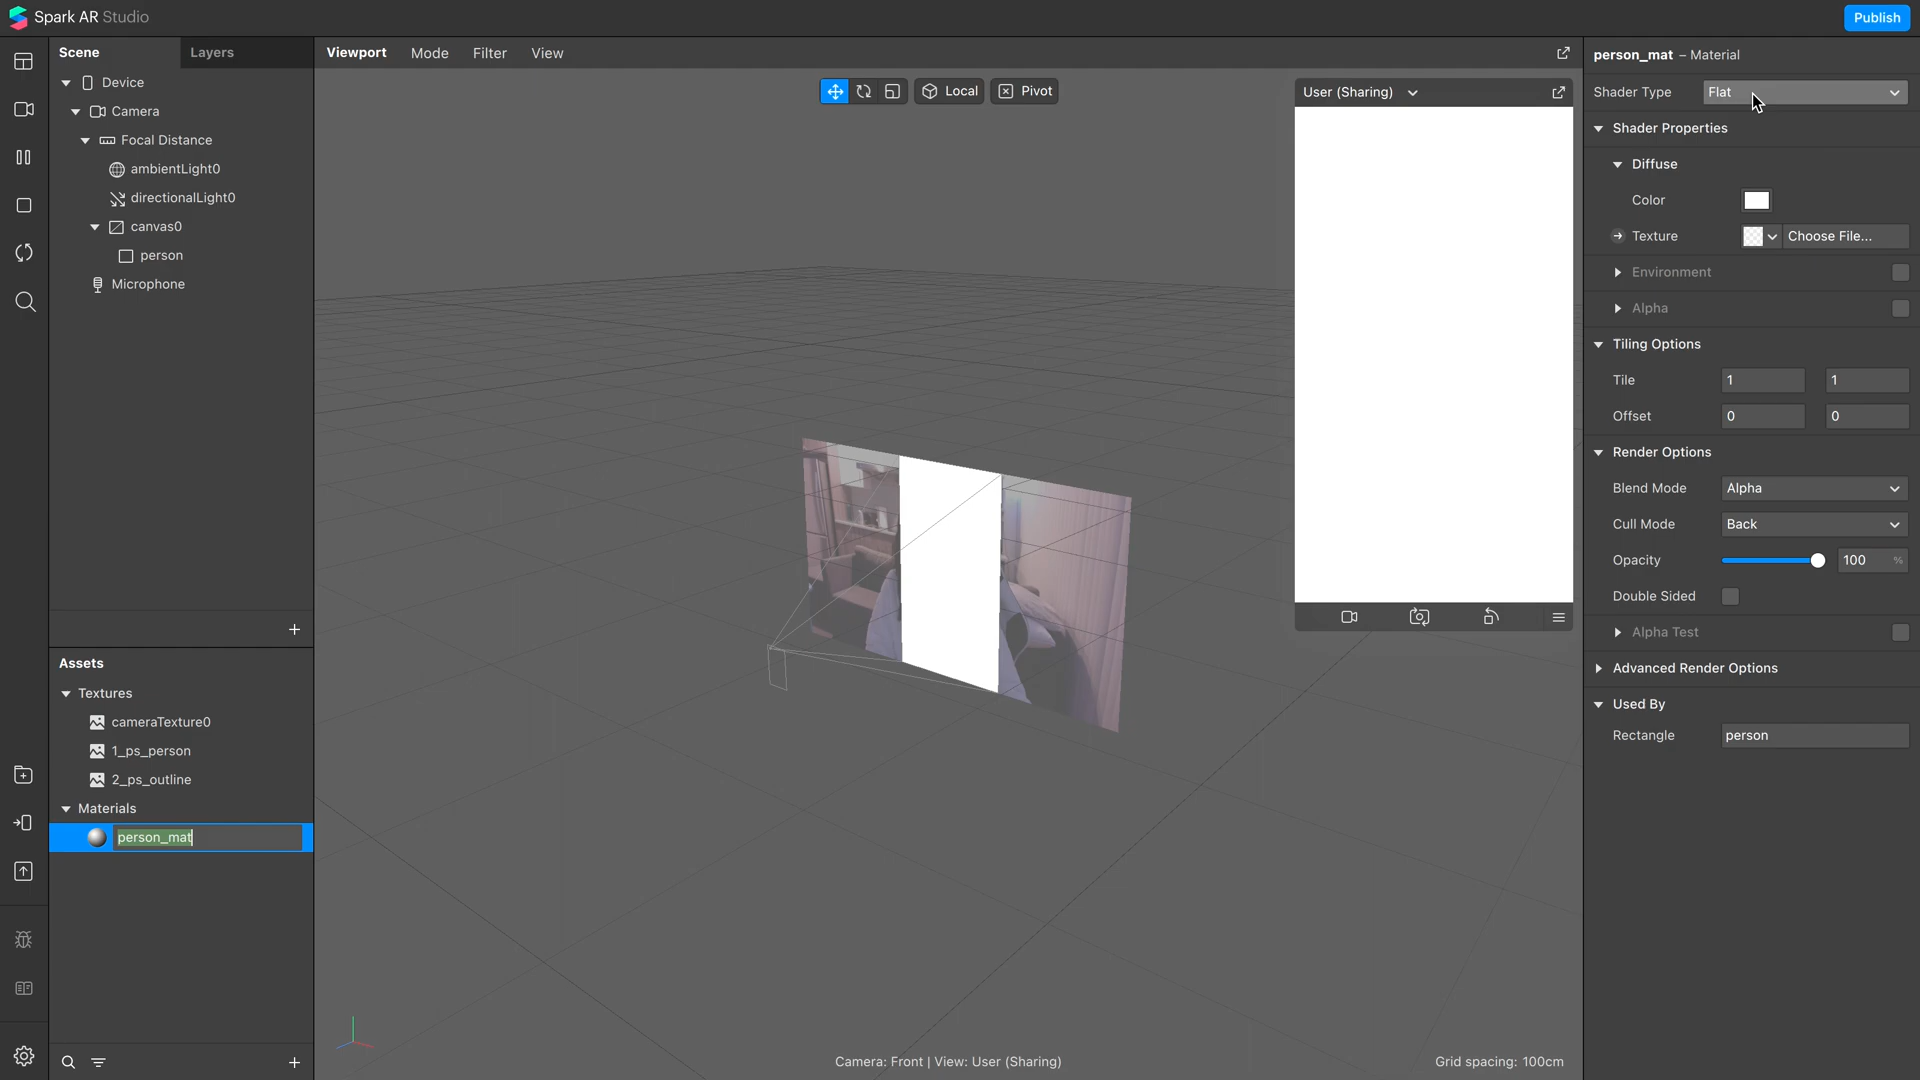 Spark AR Studio
Publish
Scene
Layers
Device
Camera
Focal Distance
ambientLight0
directionalLight0
canvas0
person
Microphone
Assets
Textures
cameraTexture0
1_ps_person
2_ps_outline
Materials
person_mat
Viewport Mode Filter View
Local
Pivot
User (Sharing)
Camera: Front | View: User (Sharing)
Grid spacing: 100cm
person_mat – Material
Shader Type Flat
Shader Properties
Diffuse
Color
Texture Choose File...
Environment
Alpha
Tiling Options
Tile 1 1
Offset 0 0
Render Options
Blend Mode Alpha
Cull Mode Back
Opacity 100 %
Double Sided
Alpha Test
Advanced Render Options
Used By
Rectangle person